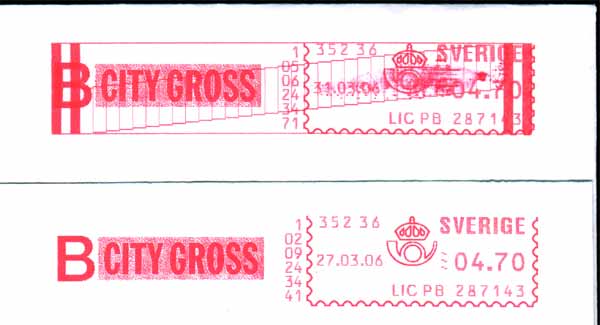 1 352 36 SVERIGE
05
06
24
34
71
B CITY GROSS
31.03.06 04.70
LIC PB 287143
1 352 36 SVERIGE
02
09
24
34
41
B CITY GROSS
27.03.06 04.70
LIC PB 287143